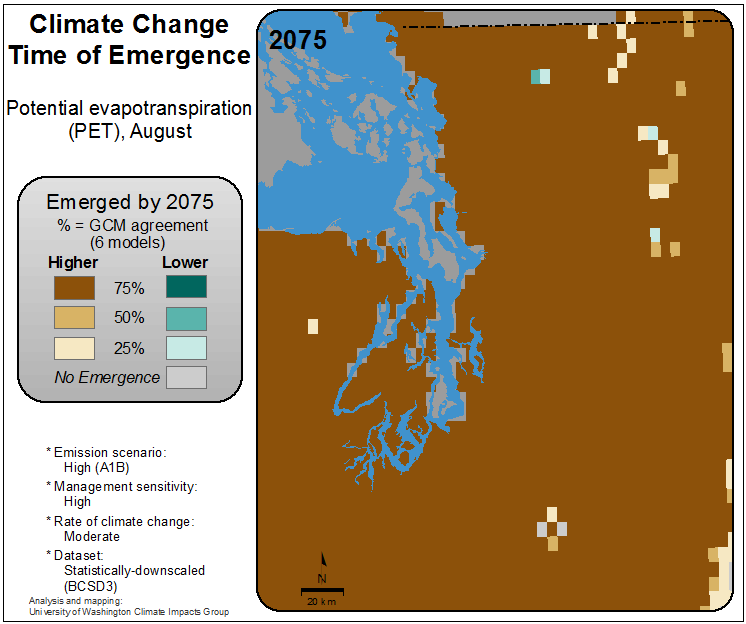 Climate Change
Time of Emergence
Potential evapotranspiration
(PET), August
Emerged by 2075
% = GCM agreement
(6 models)
Higher Lower
75%
50%
25%
No Emergence
* Emission scenario:
High (A1B)
* Management sensitivity:
High
* Rate of climate change:
Moderate
* Dataset:
Statistically-downscaled
(BCSD3)
Analysis and mapping:
University of Washington Climate Impacts Group
2075
N
20 km